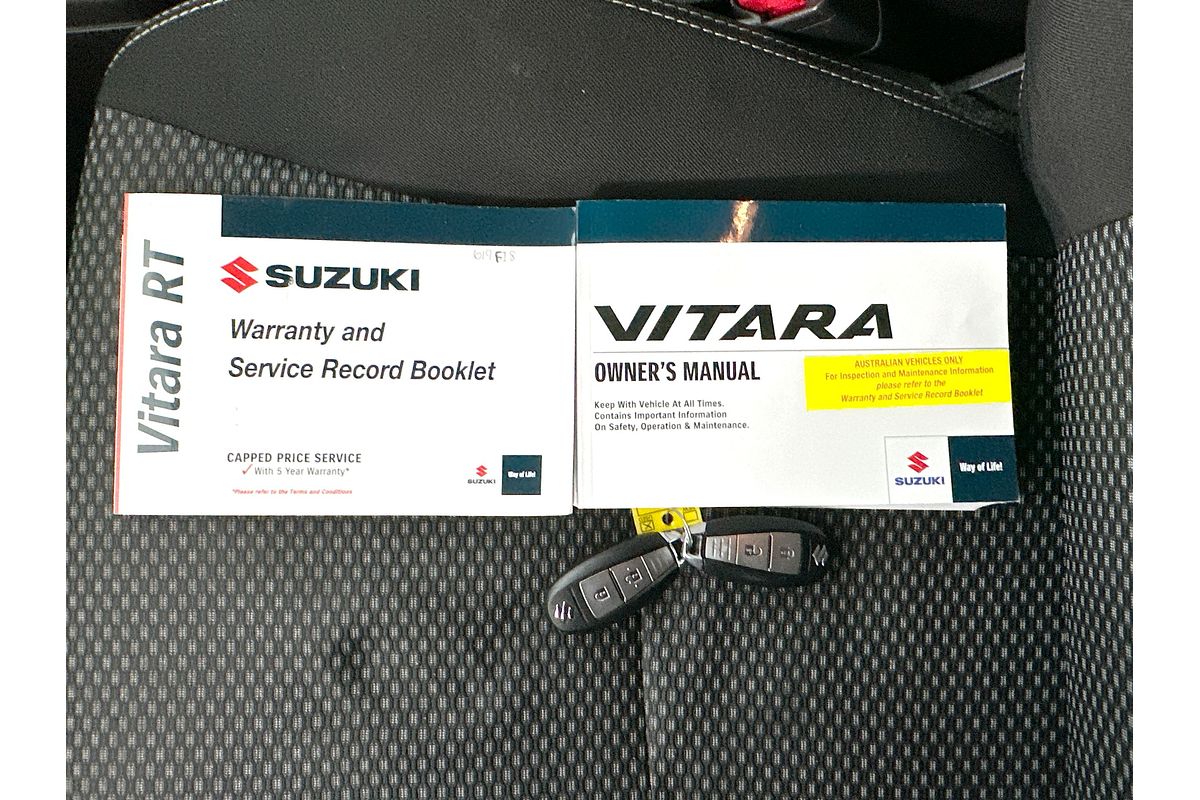 Vitara RT
SUZUKI
Warranty and
Service Record Booklet
CAPPED PRICE SERVICE
✓With 5 Year Warranty*
*Please refer to the Terms and Conditions
SUZUKI
Way of Life!
VITARA
OWNER'S MANUAL
AUSTRALIAN VEHICLES ONLY
For Inspection and Maintenance Information
please refer to the
Warranty and Service Record Booklet
Keep With Vehicle At All Times.
Contains Important Information
On Safety, Operation & Maintenance.
SUZUKI
Way of Life!